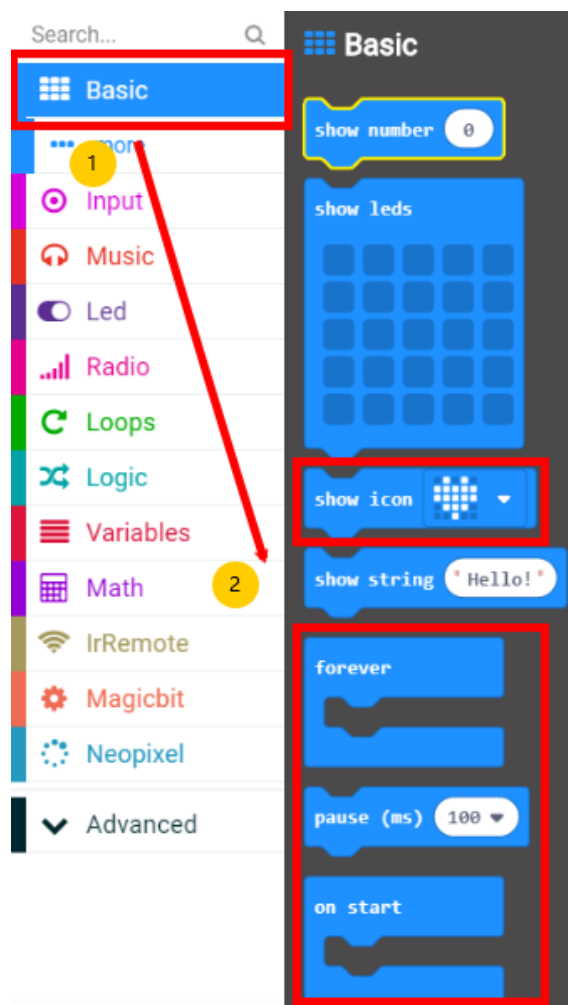 Search...
Basic
more
1
Input
Music
Led
Radio
Loops
Logic
Variables
Math
2
IrRemote
Magicbit
Neopixel
Advanced
Basic
show number 0
show leds
show icon
show string "Hello!"
forever
pause (ms) 100
on start